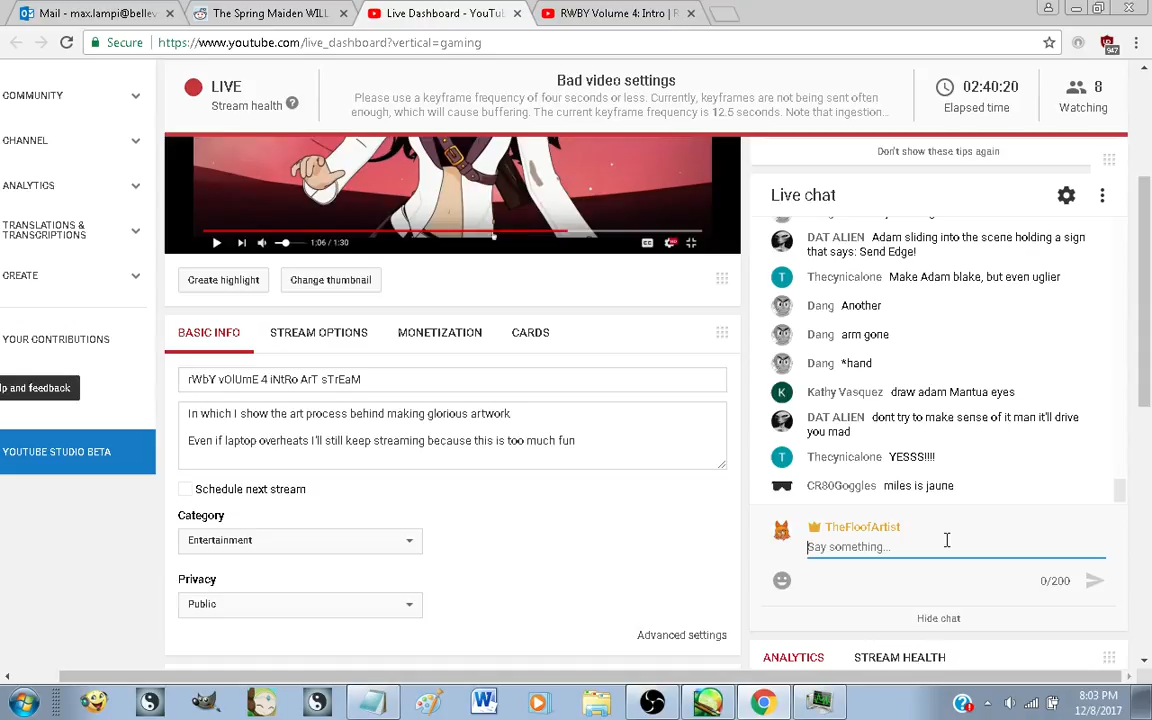 Mail - max.lampi@bellev
The Spring Maiden WILL
Live Dashboard - YouTu
RWBY Volume 4: Intro | R
Secure
https://www.youtube.com/live_dashboard?vertical=gaming
947
COMMUNITY
CHANNEL
ANALYTICS
TRANSLATIONS &
TRANSCRIPTIONS
CREATE
YOUR CONTRIBUTIONS
lp and feedback
YOUTUBE STUDIO BETA
LIVE
Stream health
Bad video settings
Please use a keyframe frequency of four seconds or less. Currently, keyframes are not being sent often
enough, which will cause buffering. The current keyframe frequency is 12.5 seconds. Note that ingestion...
02:40:20
Elapsed time
8
Watching
1:06 / 1:30
Create highlight
Change thumbnail
BASIC INFO
STREAM OPTIONS
MONETIZATION
CARDS
rWbY vOlUmE 4 iNtRo ArT sTrEaM
In which I show the art process behind making glorious artwork
Even if laptop overheats I'll still keep streaming because this is too much fun
Schedule next stream
Category
Entertainment
Privacy
Public
Advanced settings
Don't show these tips again
Live chat
DAT ALIEN Adam sliding into the scene holding a sign
that says: Send Edge!
Thecynicalone Make Adam blake, but even uglier
Dang Another
Dang arm gone
Dang *hand
Kathy Vasquez draw adam Mantua eyes
DAT ALIEN dont try to make sense of it man it'll drive
you mad
Thecynicalone YESSS!!!!
CR80Goggles miles is jaune
TheFloofArtist
Say something...
0/200
Hide chat
ANALYTICS
STREAM HEALTH
8:03 PM
12/8/2017